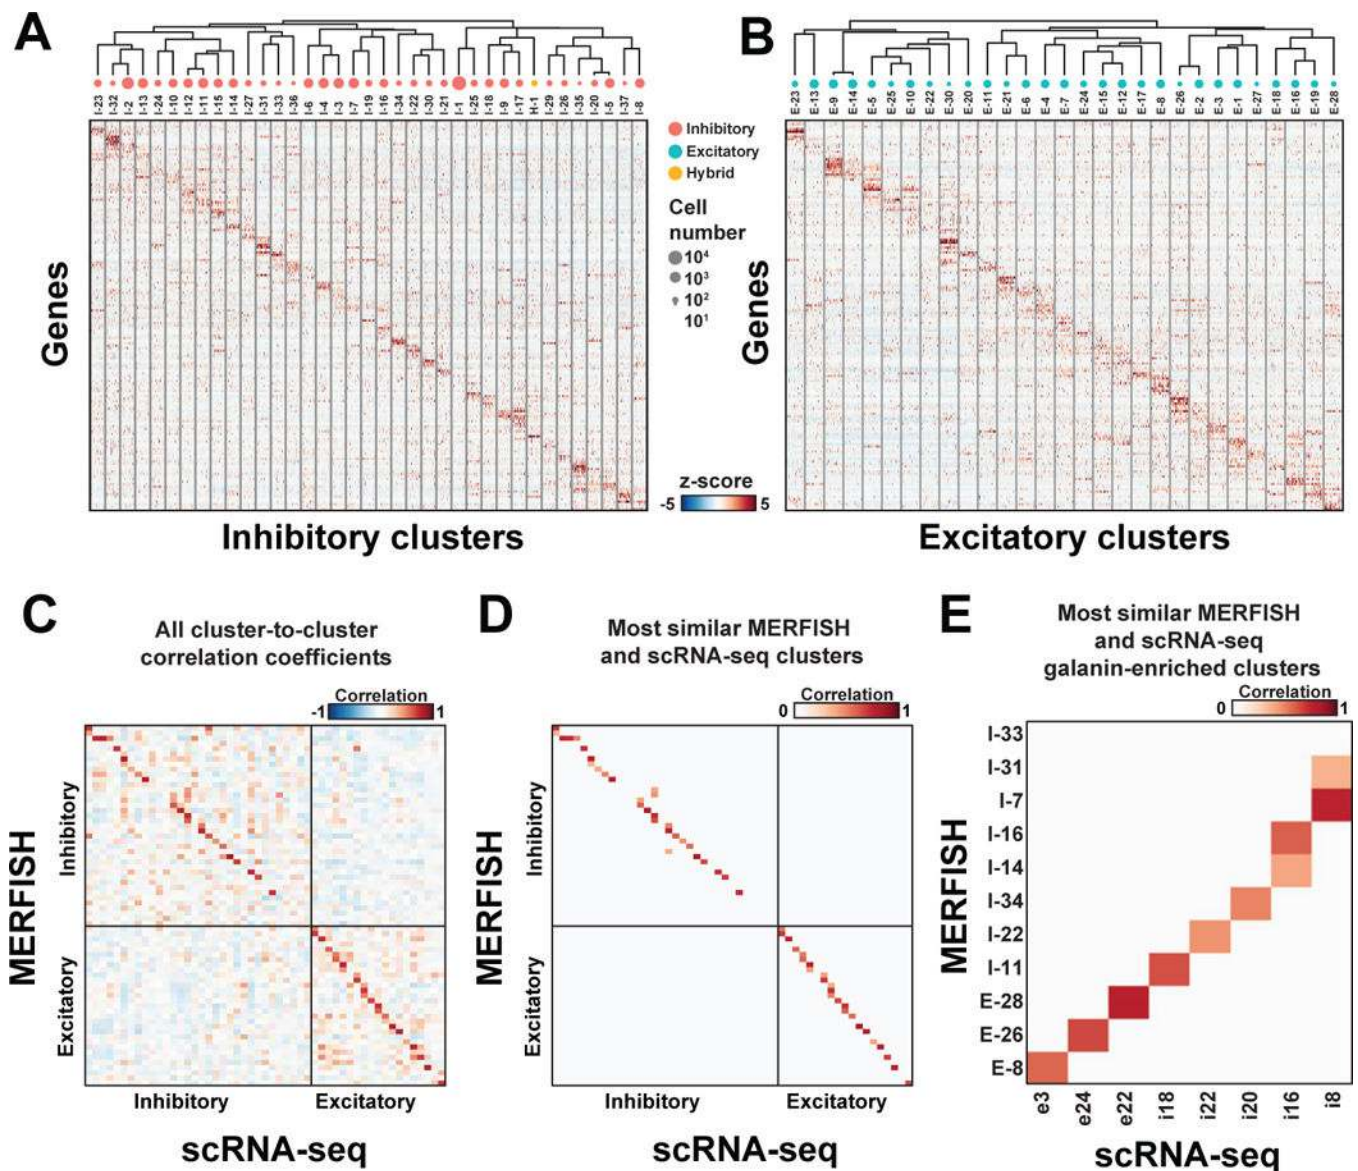 A
I-23 I-32 I-2 I-13 I-24 I-10 I-12 I-11 I-15 I-14 I-27 I-31 I-33 I-36 I-6 I-4 I-3 I-7 I-19 I-16 I-34 I-22 I-30 I-21 I-1 I-25 I-18 I-9 I-17 H-1 I-29 I-26 I-35 I-20 I-5 I-37 I-8
Genes
Inhibitory clusters
Inhibitory
Excitatory
Hybrid
Cell
number
10⁴
10³
10²
10¹
z-score
-5 5
B
E-23 E-13 E-9 E-14 E-5 E-25 E-10 E-22 E-30 E-20 E-11 E-21 E-6 E-4 E-7 E-24 E-15 E-12 E-17 E-8 E-26 E-2 E-3 E-1 E-27 E-18 E-16 E-19 E-28
Genes
Excitatory clusters
C
All cluster-to-cluster
correlation coefficients
Correlation
-1 1
MERFISH
Inhibitory
Excitatory
Inhibitory Excitatory
scRNA-seq
D
Most similar MERFISH
and scRNA-seq clusters
Correlation
0 1
MERFISH
Inhibitory
Excitatory
Inhibitory Excitatory
scRNA-seq
E
Most similar MERFISH
and scRNA-seq
galanin-enriched clusters
Correlation
0 1
MERFISH
I-33
I-31
I-7
I-16
I-14
I-34
I-22
I-11
E-28
E-26
E-8
e3 e24 e22 i18 i22 i20 i16 i8
scRNA-seq